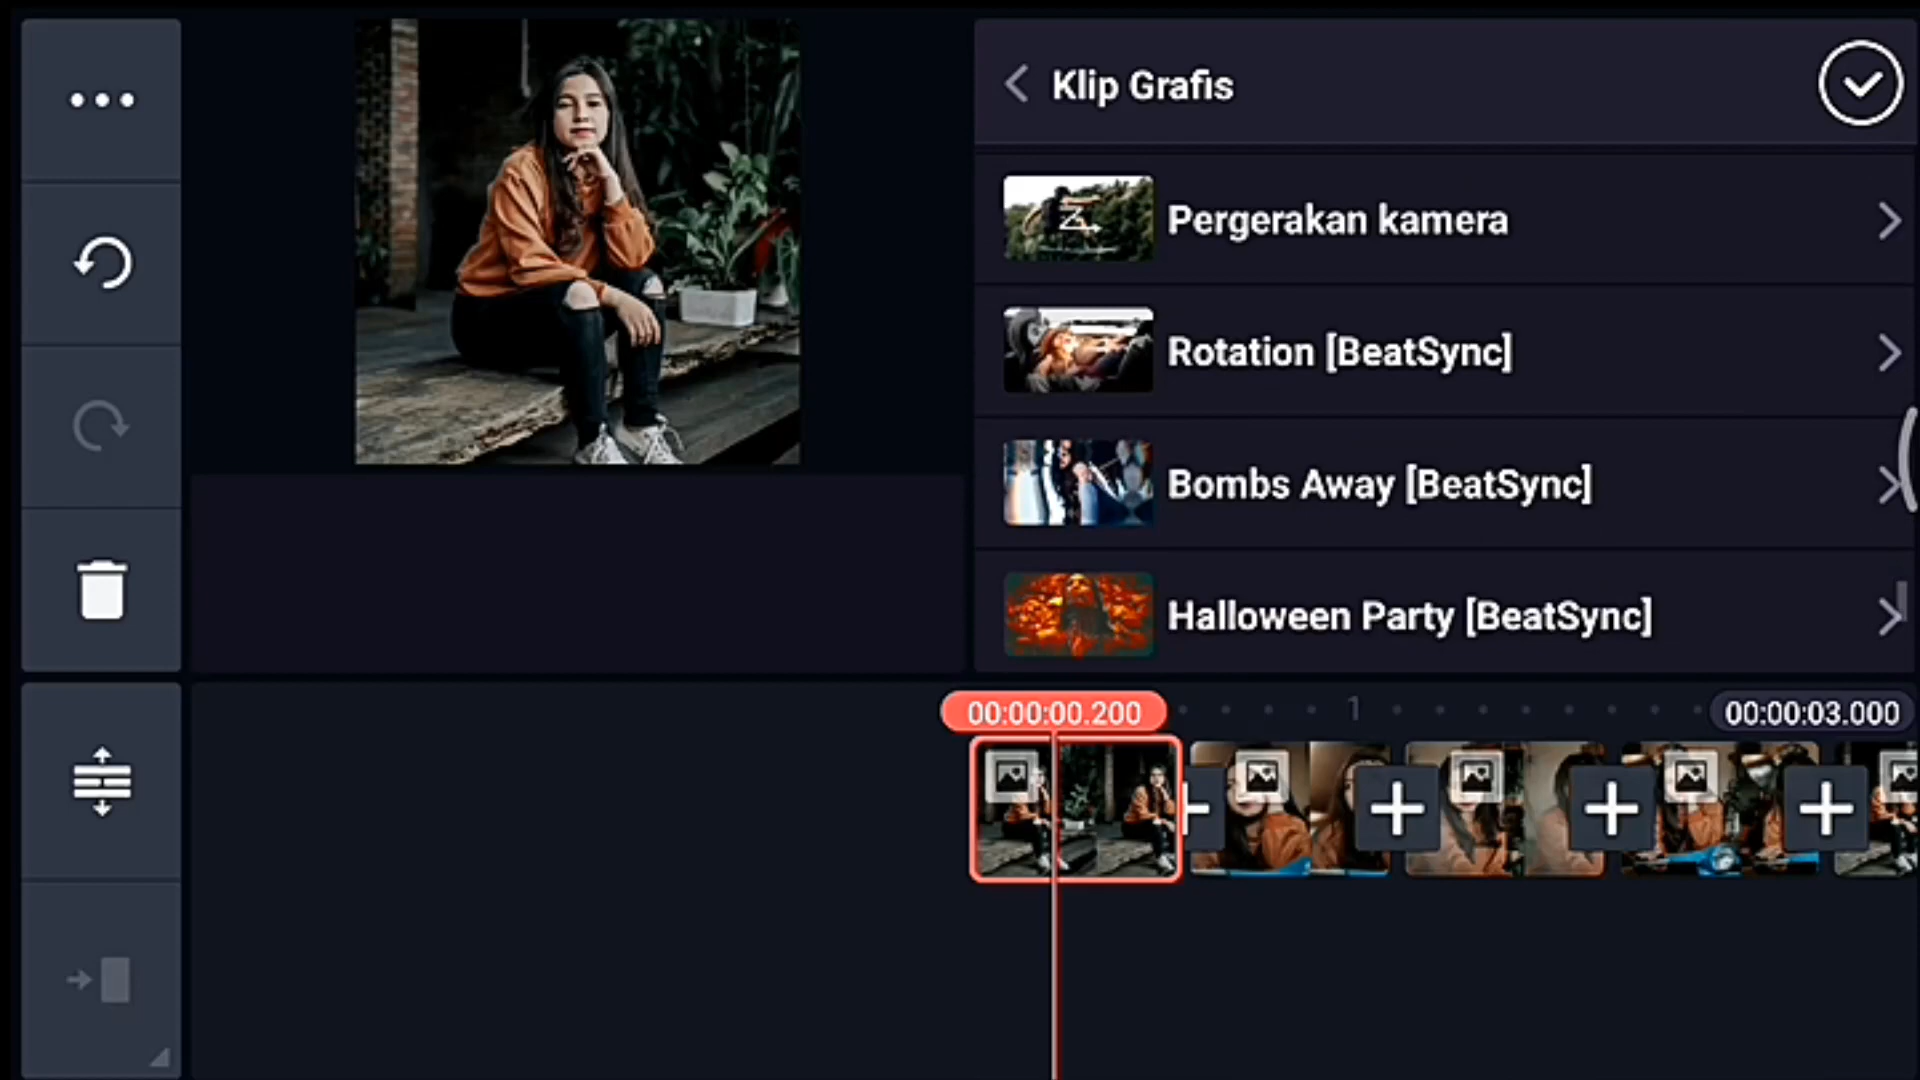 Klip Grafis
Pergerakan kamera
Rotation [BeatSync]
Bombs Away [BeatSync]
Halloween Party [BeatSync]
00:00:00.200
1
00:00:03.000